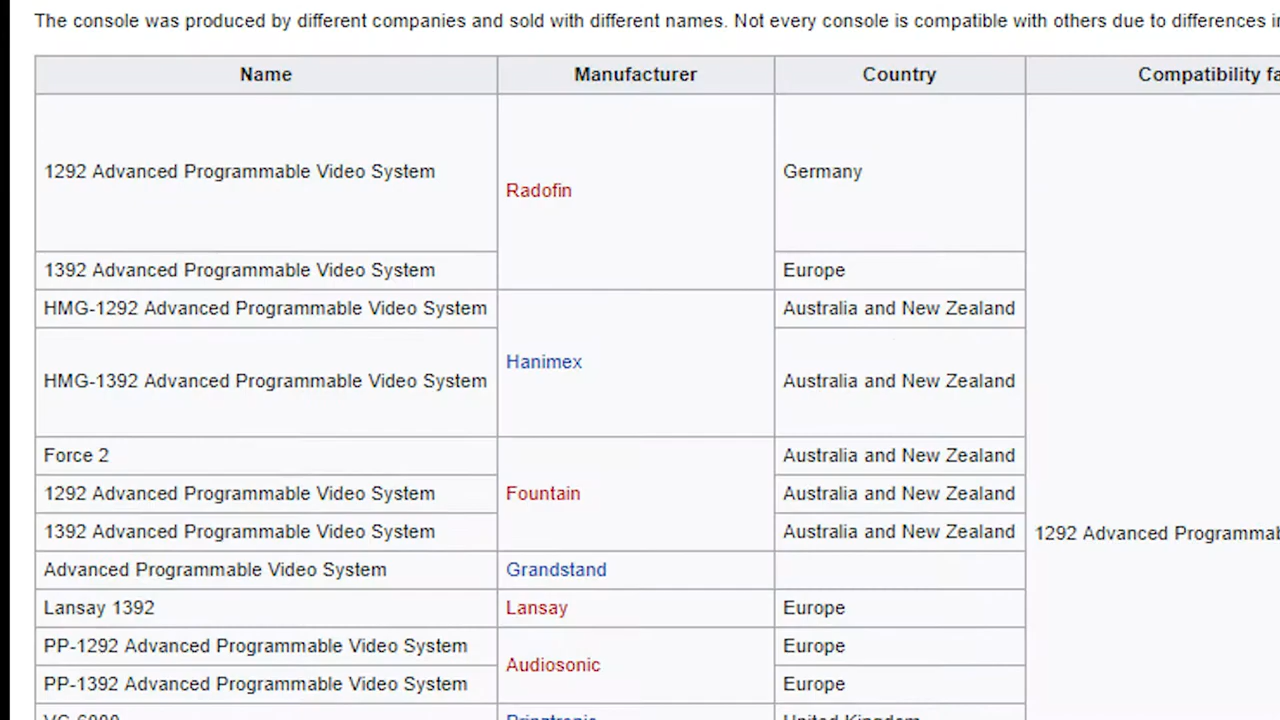 The console was produced by different companies and sold with different names. Not every console is compatible with others due to differences
Name Manufacturer Country Compatibility
1292 Advanced Programmable Video System Radofin Germany
1392 Advanced Programmable Video System Europe
HMG-1292 Advanced Programmable Video System Australia and New Zealand
Hanimex
HMG-1392 Advanced Programmable Video System Australia and New Zealand
Force 2 Australia and New Zealand
1292 Advanced Programmable Video System Fountain Australia and New Zealand
1392 Advanced Programmable Video System Australia and New Zealand
1292 Advanced
Advanced Programmable Video System Grandstand
Lansay 1392 Lansay Europe
PP-1292 Advanced Programmable Video System Europe
Audiosonic
PP-1392 Advanced Programmable Video System Europe